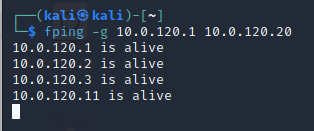 ┌──(kali㉿kali)-[~]
└─$ fping -g 10.0.120.1 10.0.120.20
10.0.120.1 is alive
10.0.120.2 is alive
10.0.120.3 is alive
10.0.120.11 is alive